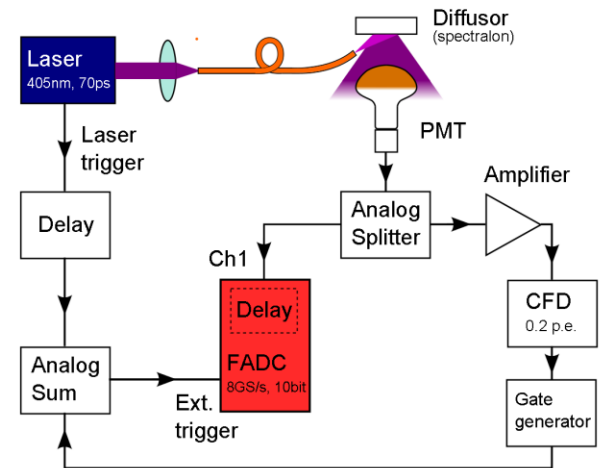 Diffusor
(spectralon)
Laser
405nm, 70ps
PMT
Laser
trigger
Amplifier
Delay
Analog
Splitter
Ch1
CFD
0.2 p.e.
Delay
FADC
8GS/s, 10bit
Analog
Sum
Ext.
trigger
Gate
generator